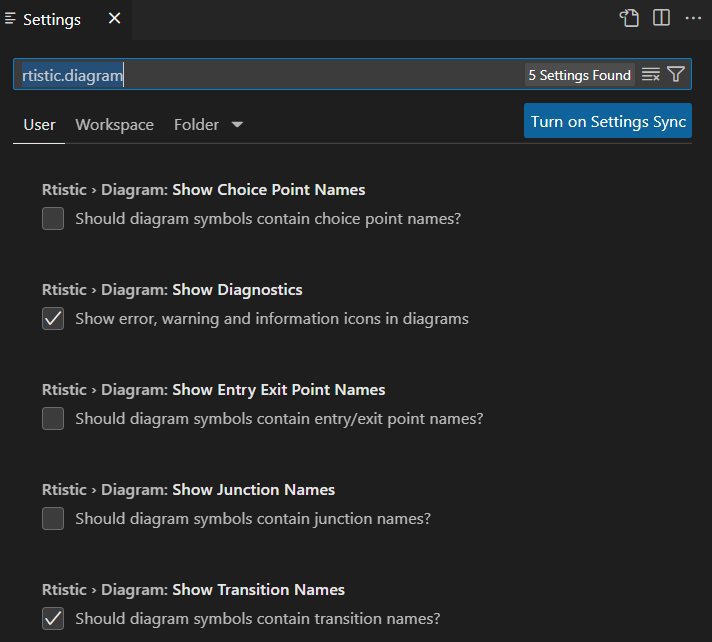 Settings
rtistic.diagram
5 Settings Found
User Workspace Folder
Turn on Settings Sync
Rtistic › Diagram: Show Choice Point Names
Should diagram symbols contain choice point names?
Rtistic › Diagram: Show Diagnostics
Show error, warning and information icons in diagrams
Rtistic › Diagram: Show Entry Exit Point Names
Should diagram symbols contain entry/exit point names?
Rtistic › Diagram: Show Junction Names
Should diagram symbols contain junction names?
Rtistic › Diagram: Show Transition Names
Should diagram symbols contain transition names?